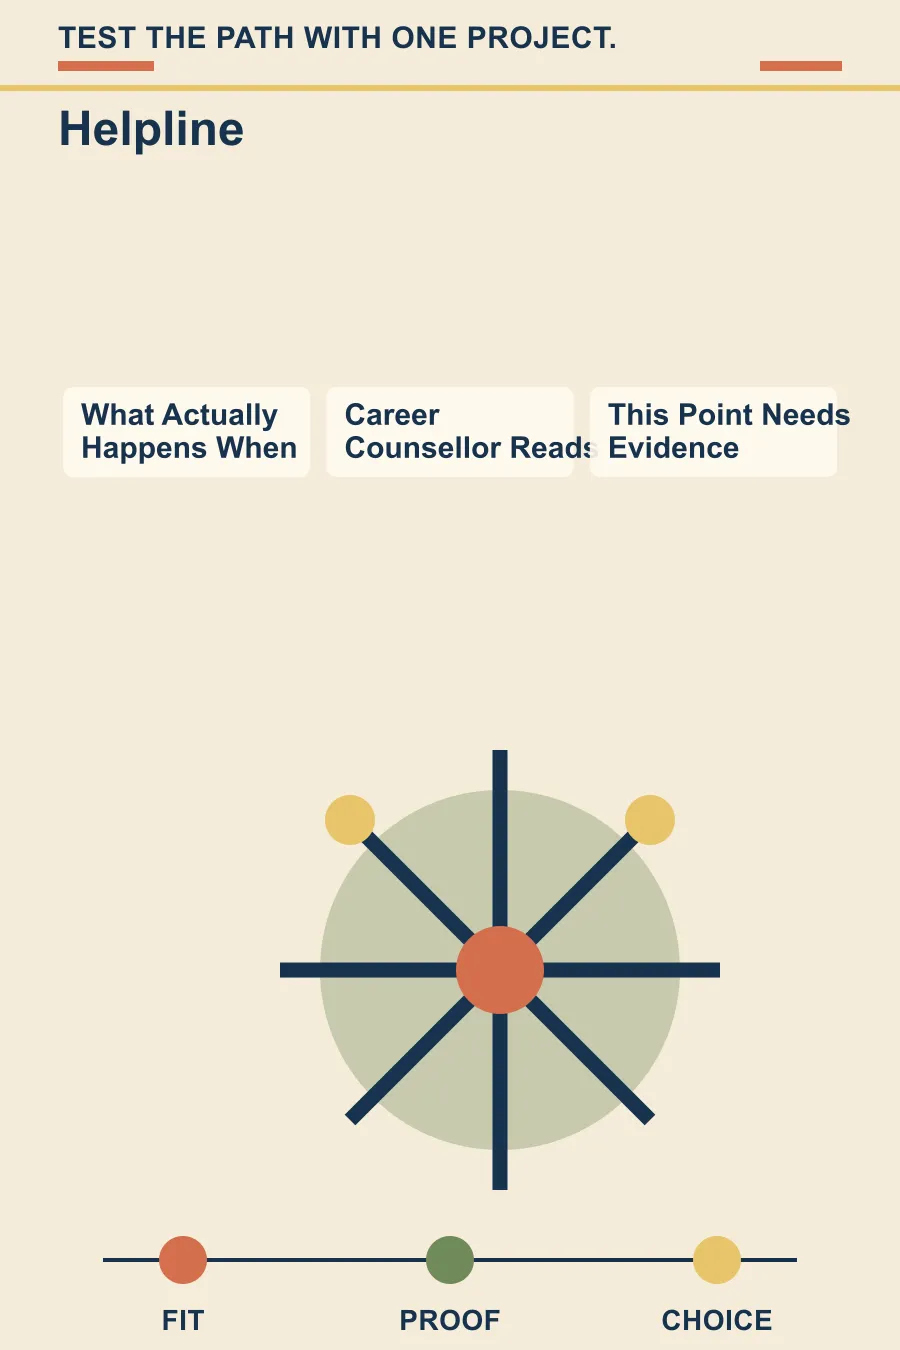 TEST THE PATH WITH ONE PROJECT.
Helpline
What Actually
Happens When
Career
Counsellor Reads
This Point Needs
Evidence
FIT
PROOF
CHOICE